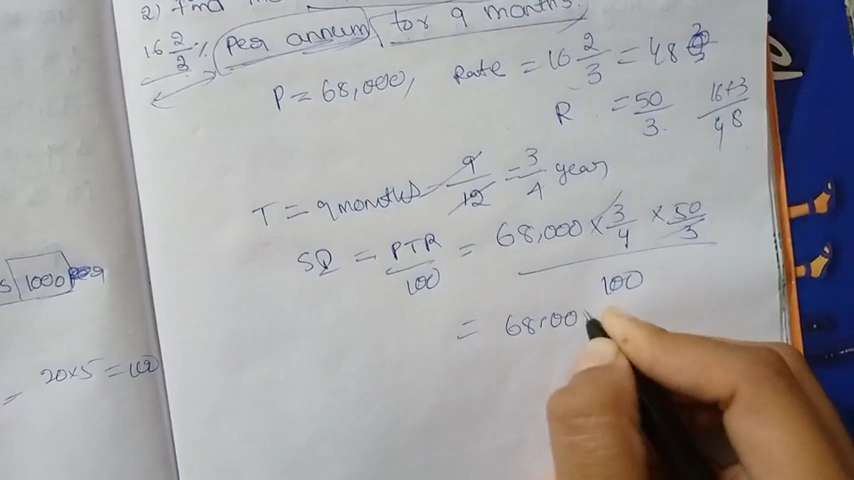 2) find
16 2/3 % per annum for 9 months.
P = 68,000, Rate = 16 2/3 = 48
R = 50/3. 16+3/48
T = 9 months = 9/12 = 3/4 year
SI = PTR/100 = 68,000 × 3/4 × 50/3 / 100
= 68,00
S 1000
= 20×5 = 100